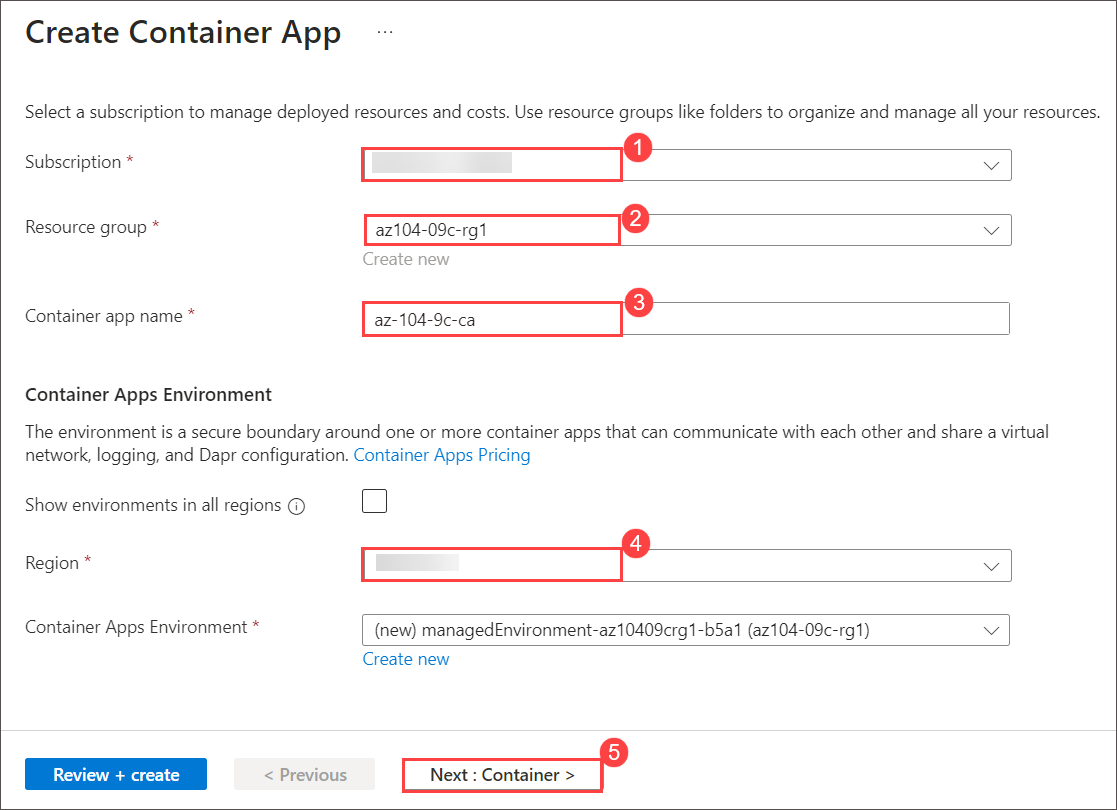 Create Container App ...
Select a subscription to manage deployed resources and costs. Use resource groups like folders to organize and manage all your resources.
Subscription *
1
Resource group *
az104-09c-rg1
2
Create new
Container app name *
az-104-9c-ca
3
Container Apps Environment
The environment is a secure boundary around one or more container apps that can communicate with each other and share a virtual
network, logging, and Dapr configuration. Container Apps Pricing
Show environments in all regions
Region *
4
Container Apps Environment *
(new) managedEnvironment-az10409crg1-b5a1 (az104-09c-rg1)
Create new
Review + create
< Previous
Next : Container >
5